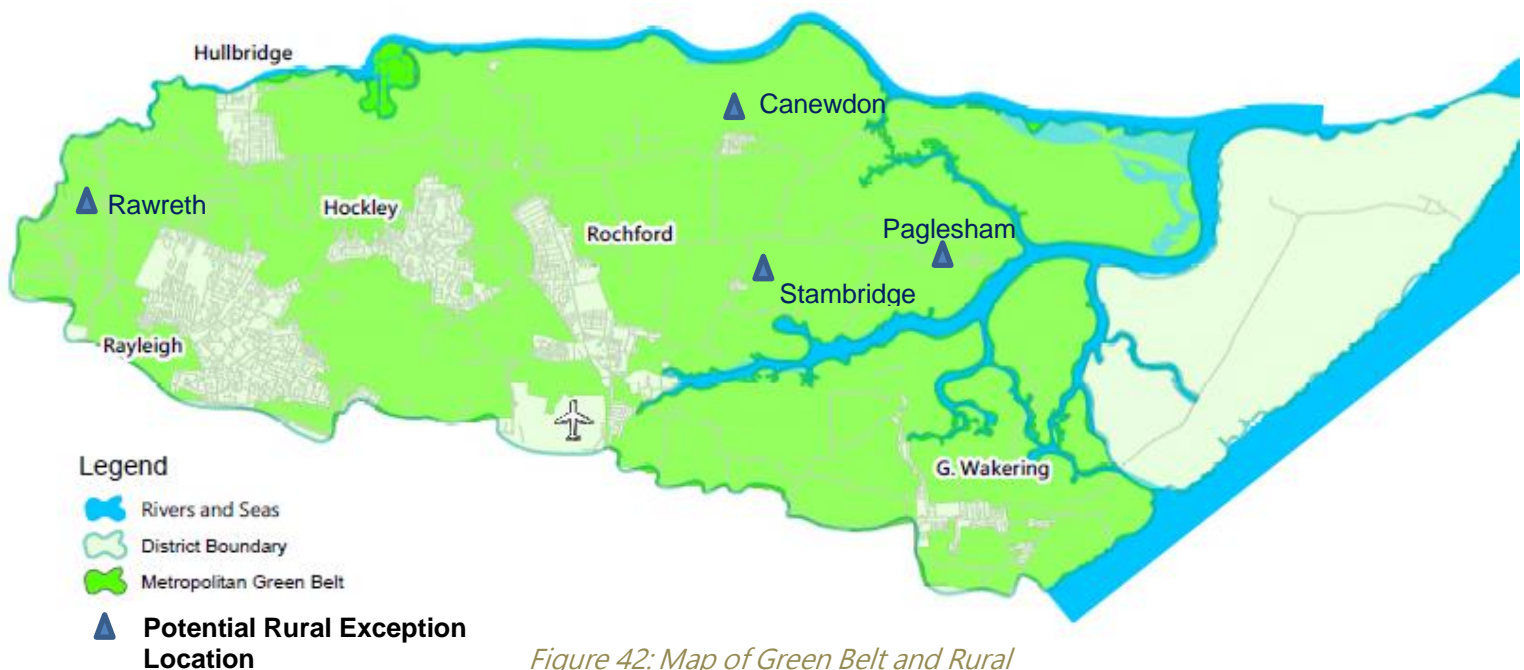 Hullbridge
Canewdon
Rawreth
Hockley
Rochford
Paglesham
Stambridge
Rayleigh
G. Wakering
Legend
Rivers and Seas
District Boundary
Metropolitan Green Belt
Potential Rural Exception
Location
Figure 42: Map of Green Belt and Rural